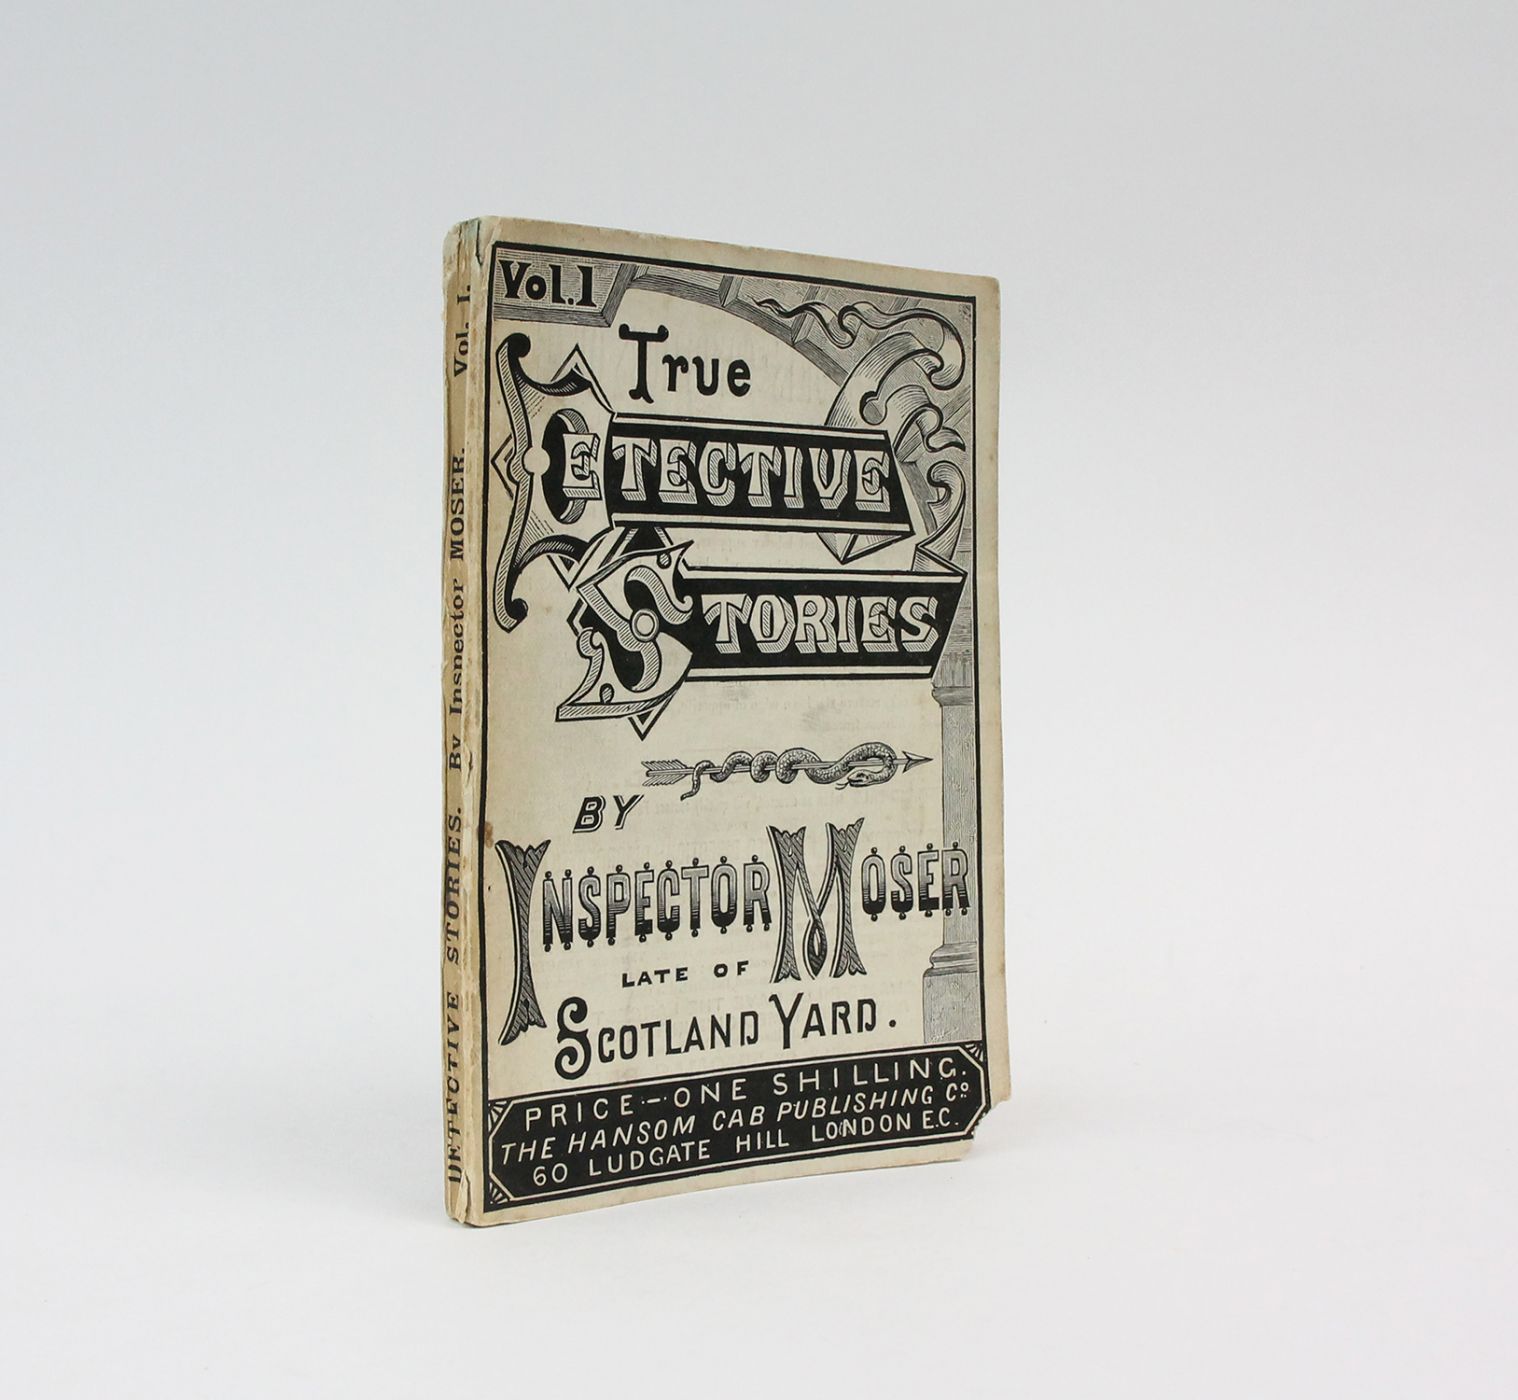 Vol.1
True
DETECTIVE
STORIES
BY
INSPECTOR MOSER
LATE OF
SCOTLAND YARD.
PRICE-ONE SHILLING.
THE HANSOM CAB PUBLISHING Co.
60 LUDGATE HILL LONDON E.C.
DETECTIVE STORIES. By Inspector MOSER. Vol. I.